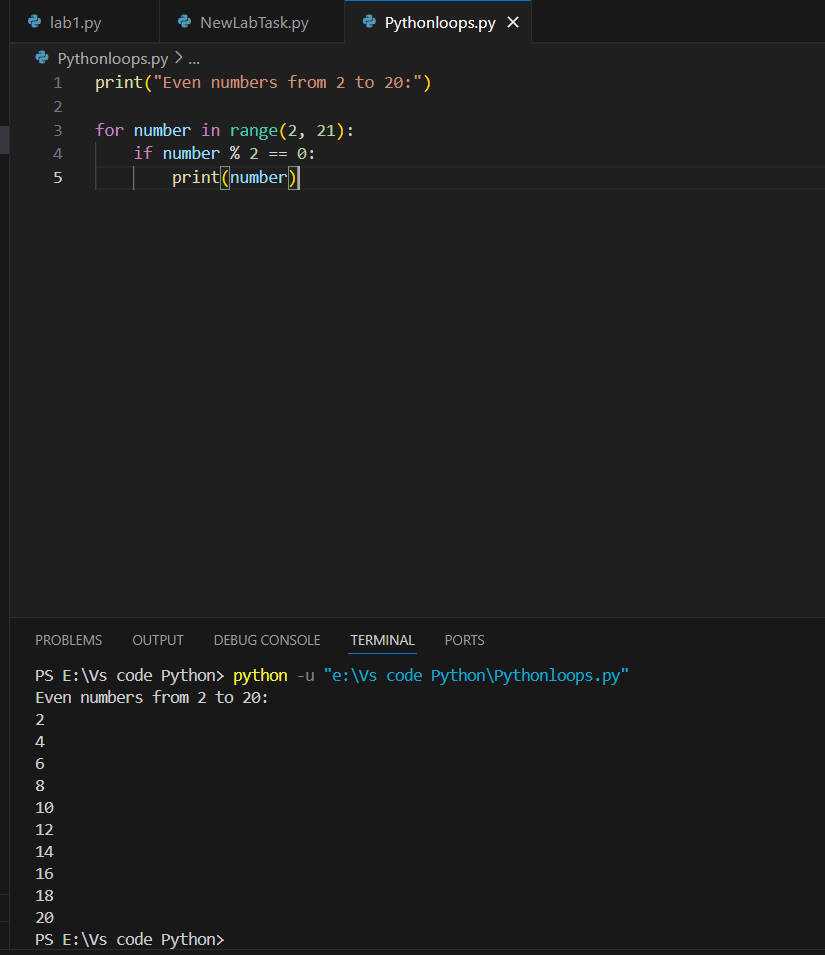 lab1.py NewLabTask.py Pythonloops.py ×
Pythonloops.py > ...
1 print("Even numbers from 2 to 20:")
2
3 for number in range(2, 21):
4     if number % 2 == 0:
5         print(number)
PROBLEMS OUTPUT DEBUG CONSOLE TERMINAL PORTS
PS E:\Vs code Python> python -u "e:\Vs code Python\Pythonloops.py"
Even numbers from 2 to 20:
2
4
6
8
10
12
14
16
18
20
PS E:\Vs code Python>